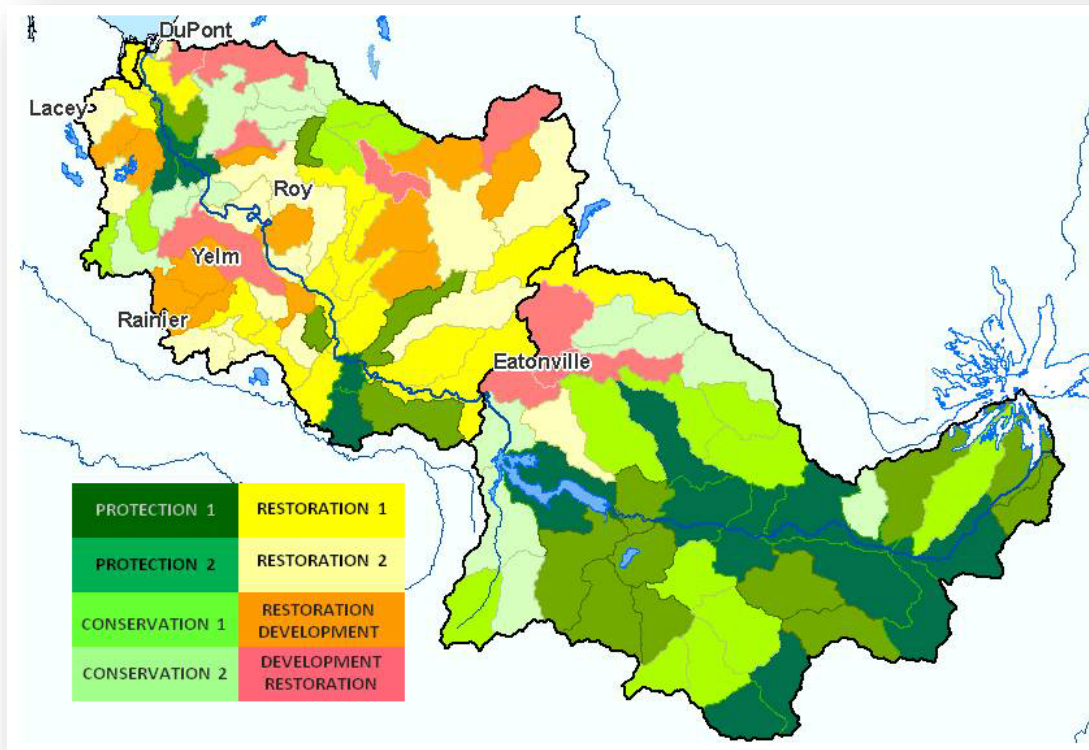 DuPont
Lacey
Roy
Yelm
Rainier
Eatonville
PROTECTION 1
RESTORATION 1
PROTECTION 2
RESTORATION 2
CONSERVATION 1
RESTORATION
DEVELOPMENT
CONSERVATION 2
DEVELOPMENT
RESTORATION